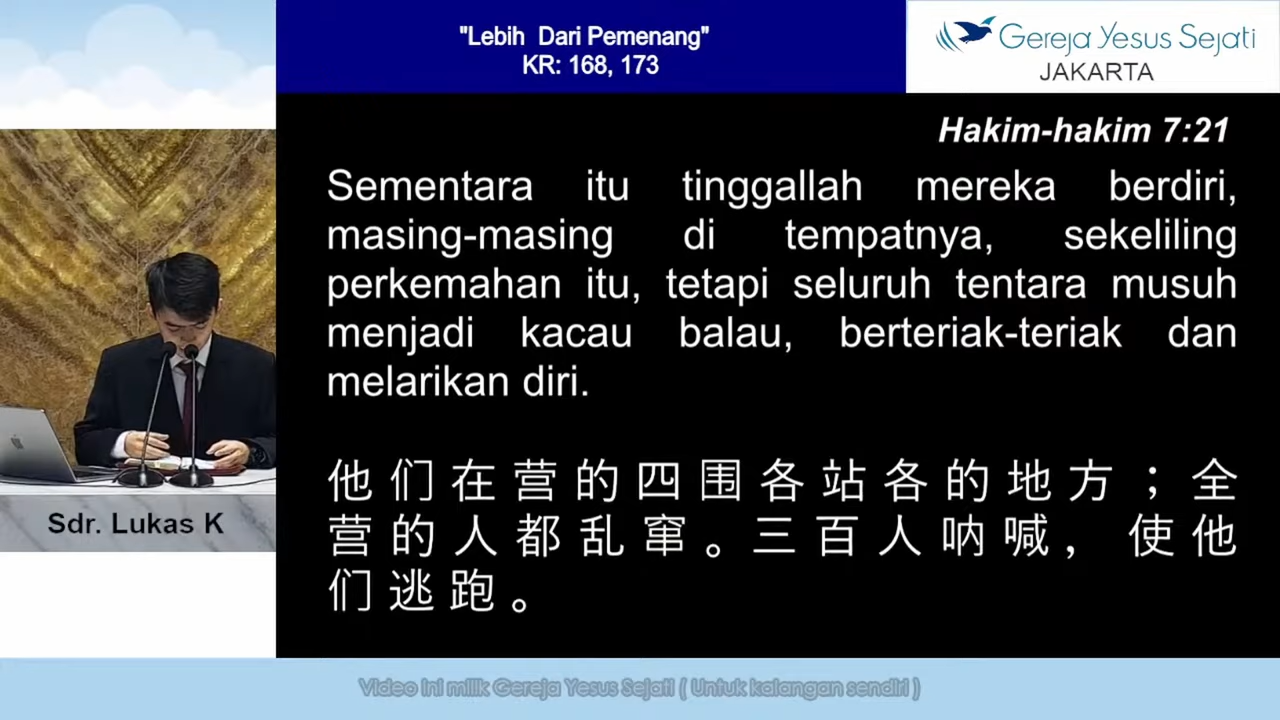 "Lebih Dari Pemenang"
KR: 168, 173
Gereja Yesus Sejati
JAKARTA
Hakim-hakim 7:21
Sementara itu tinggallah mereka berdiri,
masing-masing di tempatnya, sekeliling
perkemahan itu, tetapi seluruh tentara musuh
menjadi kacau balau, berteriak-teriak dan
melarikan diri.
他们在营的四围各站各的地方；全
营的人都乱窜。三百人呐喊，使他
们逃跑。
Sdr. Lukas K
Video ini milik Gereja Yesus Sejati ( Untuk kalangan sendiri )